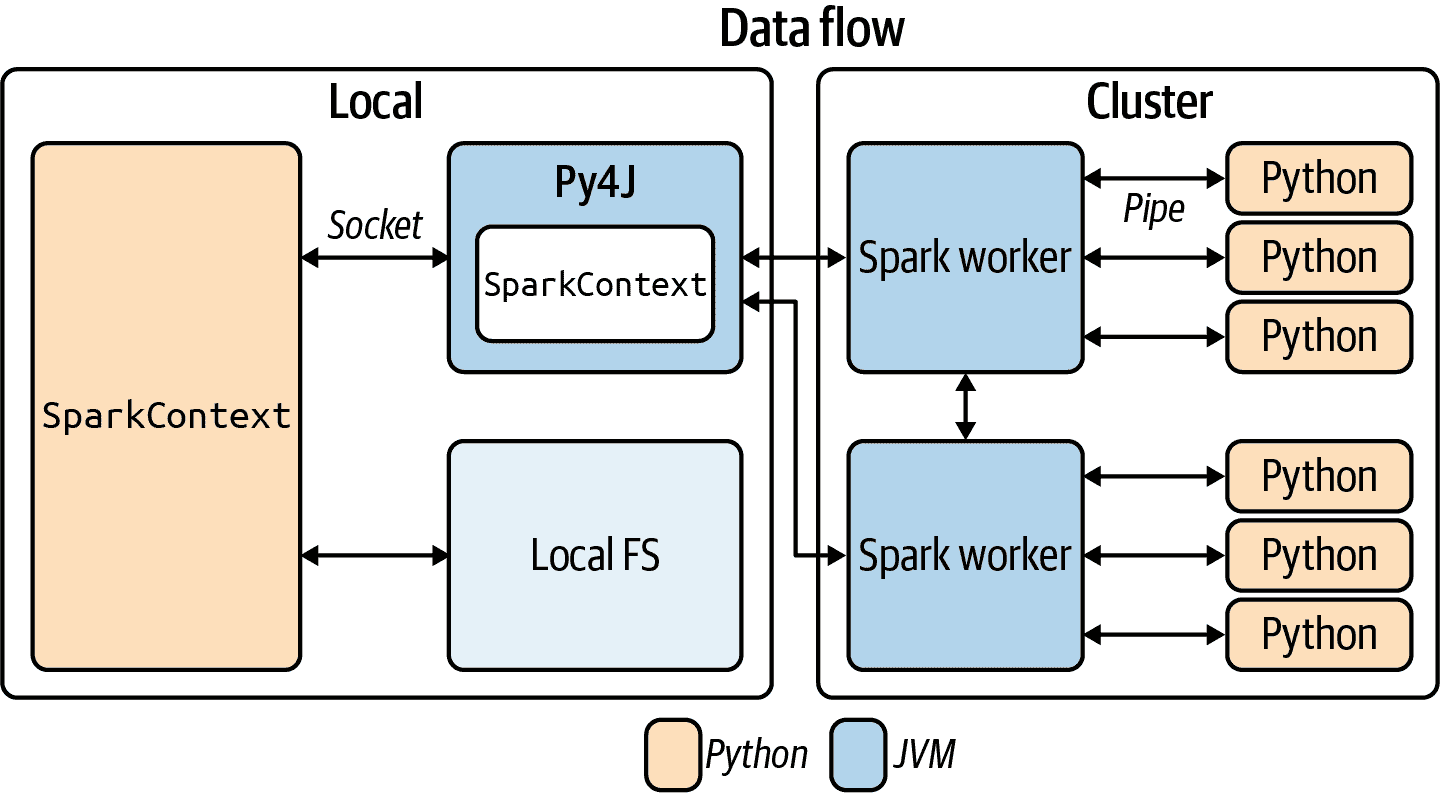 Data flow
Local
SparkContext
Socket
Py4J
SparkContext
Local FS
Cluster
Spark worker
Pipe
Python
Python
Python
Spark worker
Python
Python
Python
Python
JVM